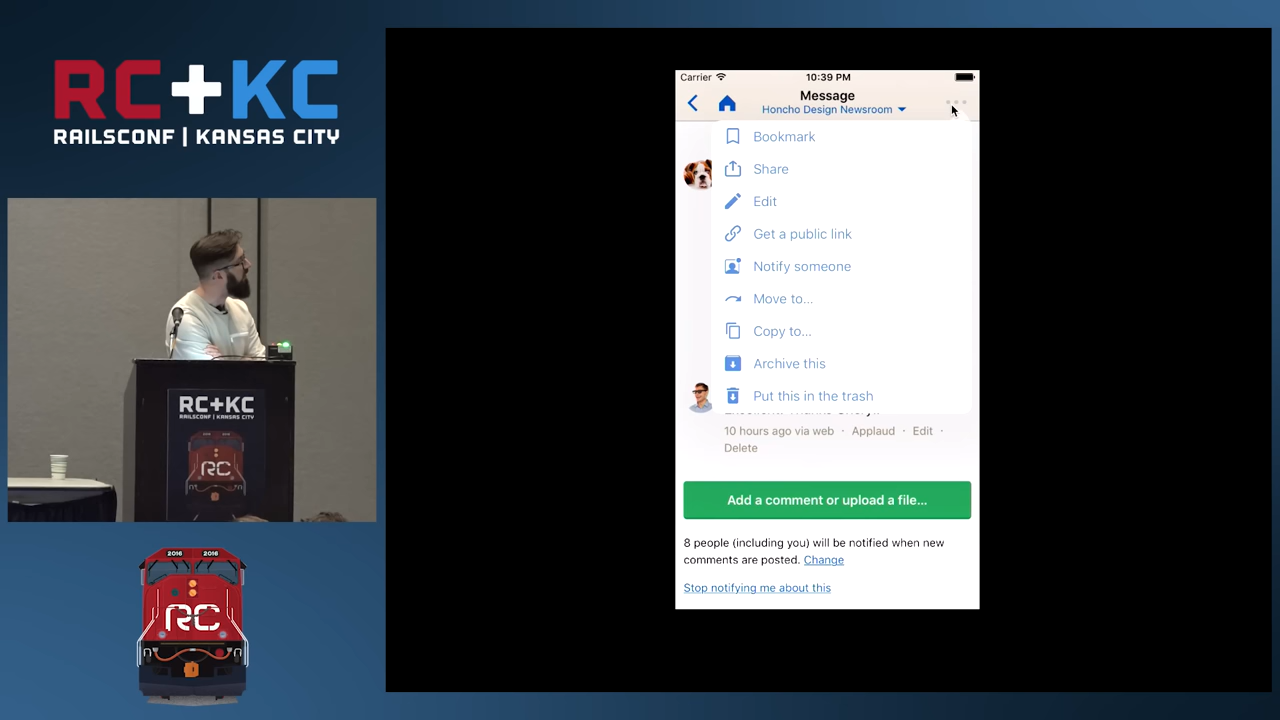 RC+KC
RAILSCONF | KANSAS CITY
RC+KC
RAILSCONF | KANSAS CITY
RC
2016 2016
RC
Carrier 10:39 PM
Message
Honcho Design Newsroom
Bookmark
Share
Edit
Get a public link
Notify someone
Move to...
Copy to...
Archive this
Put this in the trash
10 hours ago via web · Applaud · Edit ·
Delete
Add a comment or upload a file...
8 people (including you) will be notified when new
comments are posted. Change
Stop notifying me about this